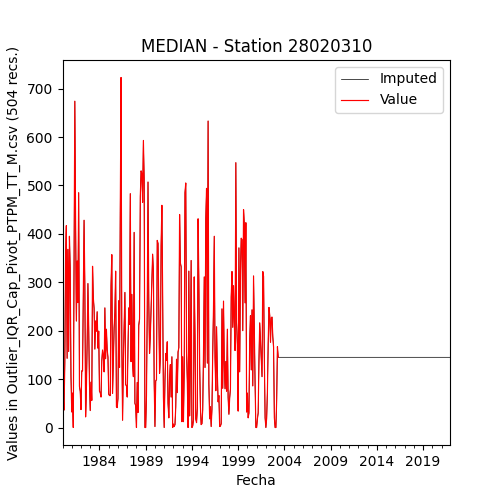 MEDIAN - Station 28020310
Imputed
Value
Values in Outlier_IQR_Cap_Pivot_PTPM_TT_M.csv (504 recs.)
700
600
500
400
300
200
100
0
1984 1989 1994 1999 2004 2009 2014 2019
Fecha